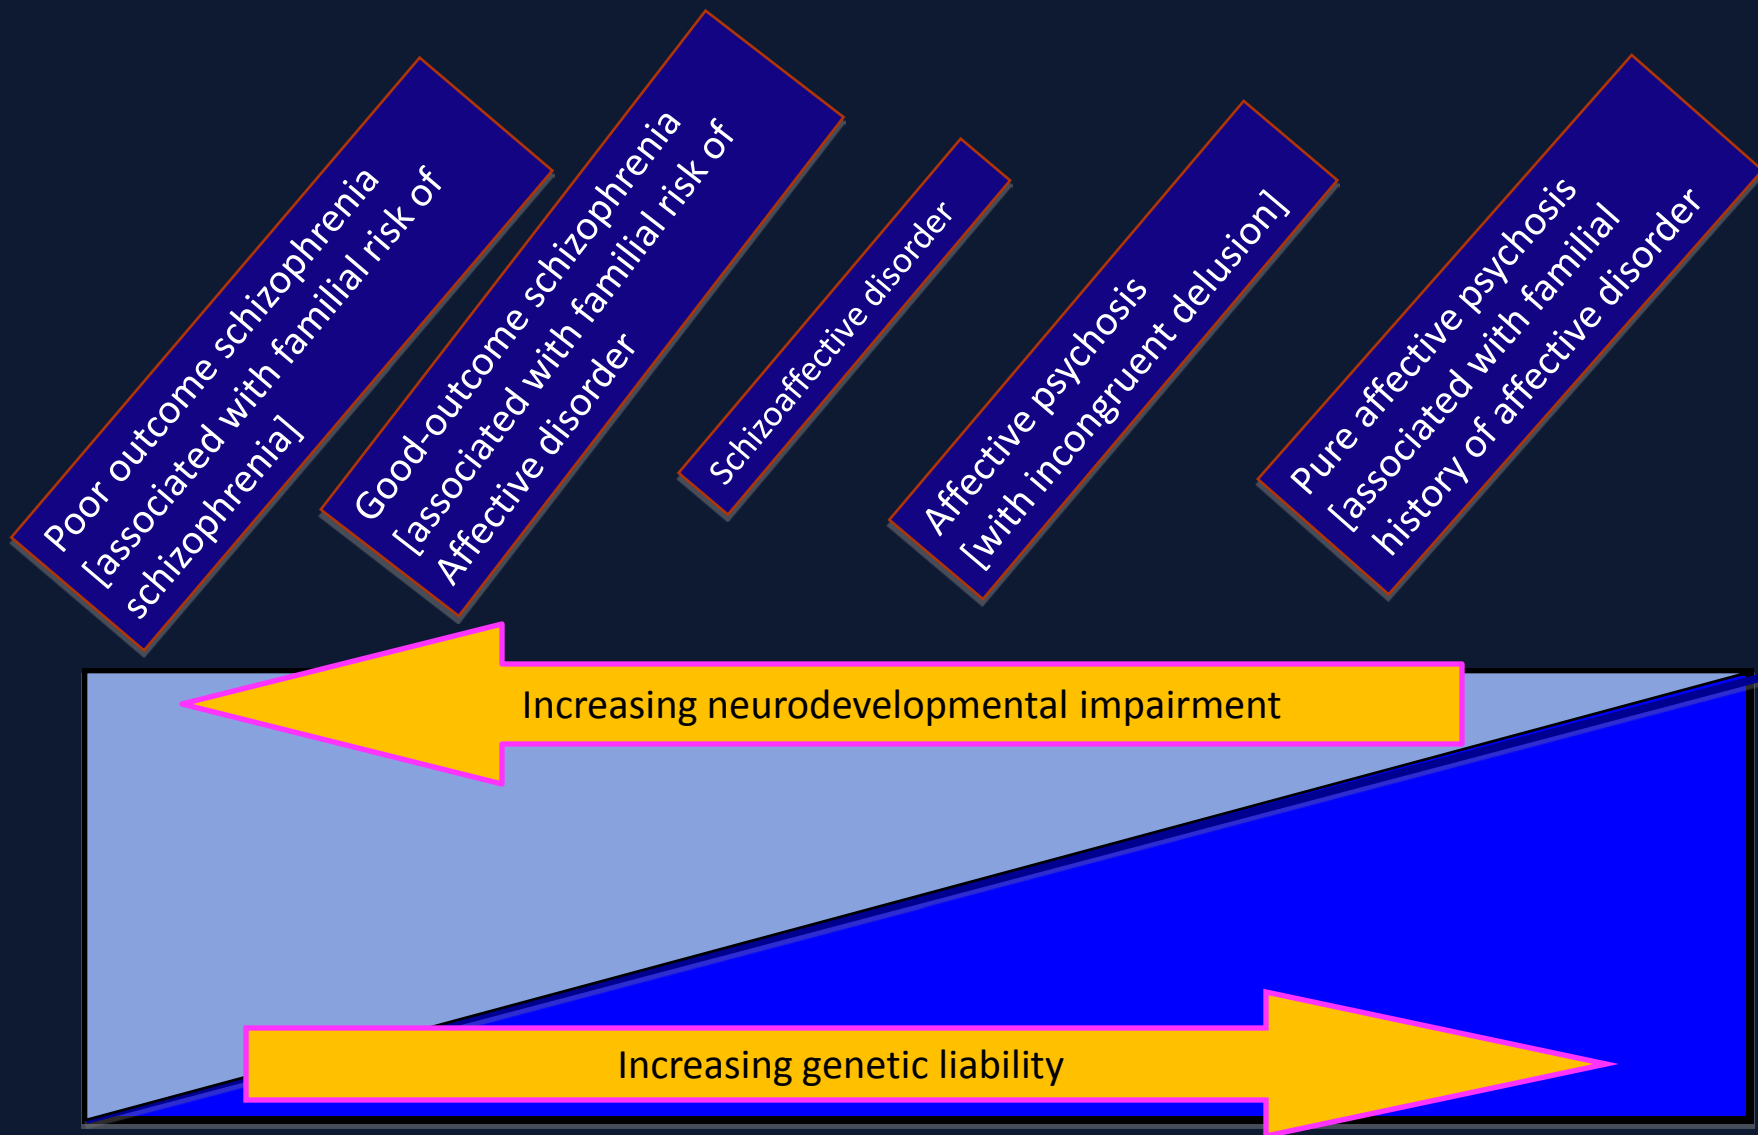 Poor outcome schizophrenia
[associated with familial risk of
schizophrenia]
Good-outcome schizophrenia
[associated with familial risk of
Affective disorder
Schizoaffective disorder
Affective psychosis
[with incongruent delusion]
Pure affective psychosis
[associated with familial
history of affective disorder
Increasing neurodevelopmental impairment
Increasing genetic liability